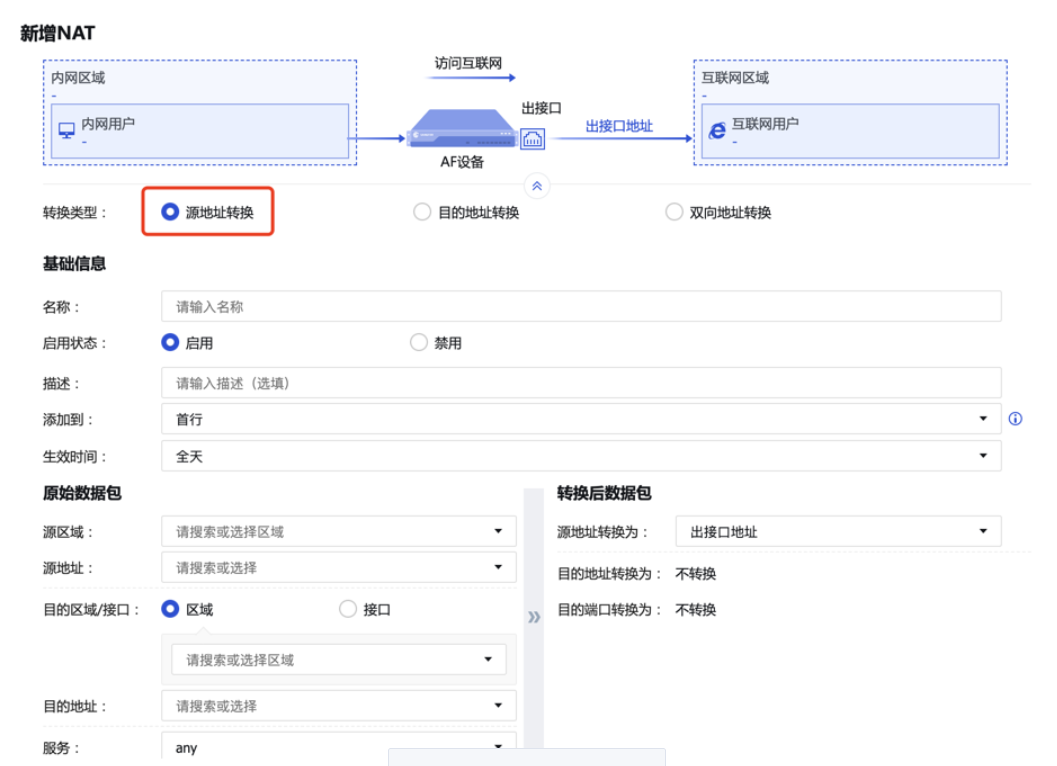 新增NAT
访问互联网
内网区域
-
内网用户
-
出接口
出接口地址
AF设备
互联网区域
-
互联网用户
-
转换类型： 源地址转换 目的地址转换 双向地址转换
基础信息
名称： 请输入名称
启用状态： 启用 禁用
描述： 请输入描述（选填）
添加到： 首行
生效时间： 全天
原始数据包
源区域： 请搜索或选择区域
源地址： 请搜索或选择
目的区域/接口： 区域 接口
请搜索或选择区域
目的地址： 请搜索或选择
服务： any
转换后数据包
源地址转换为： 出接口地址
目的地址转换为： 不转换
目的端口转换为： 不转换